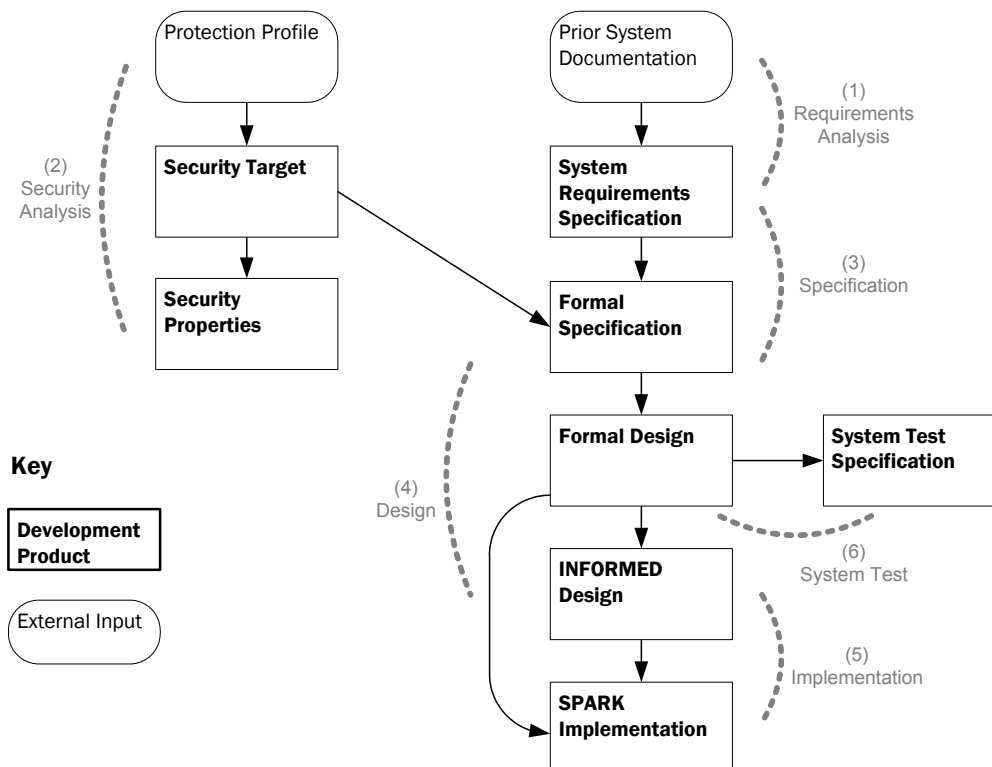 Protection Profile
Prior System
Documentation
(1)
Requirements
Analysis
(2)
Security
Analysis
Security Target
System
Requirements
Specification
(3)
Specification
Security
Properties
Formal
Specification
Formal Design
System Test
Specification
Key
(4)
Design
Development
Product
INFORMED
Design
(6)
System Test
External Input
(5)
Implementation
SPARK
Implementation